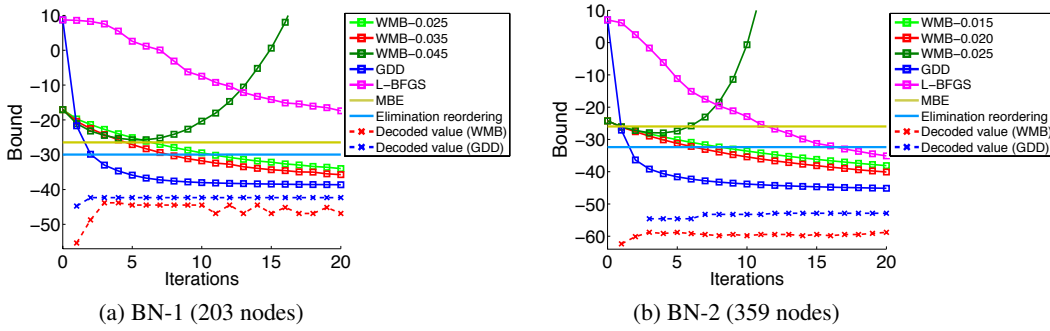 10
0
−10
−20
−30
−40
−50
Bound
0 5 10 15 20
Iterations
WMB−0.025
WMB−0.035
WMB−0.045
GDD
L−BFGS
MBE
Elimination reordering
Decoded value (WMB)
Decoded value (GDD)
(a) BN-1 (203 nodes)
10
0
−10
−20
−30
−40
−50
−60
Bound
0 5 10 15 20
Iterations
WMB−0.015
WMB−0.020
WMB−0.025
GDD
L−BFGS
MBE
Elimination reordering
Decoded value (WMB)
Decoded value (GDD)
(b) BN-2 (359 nodes)